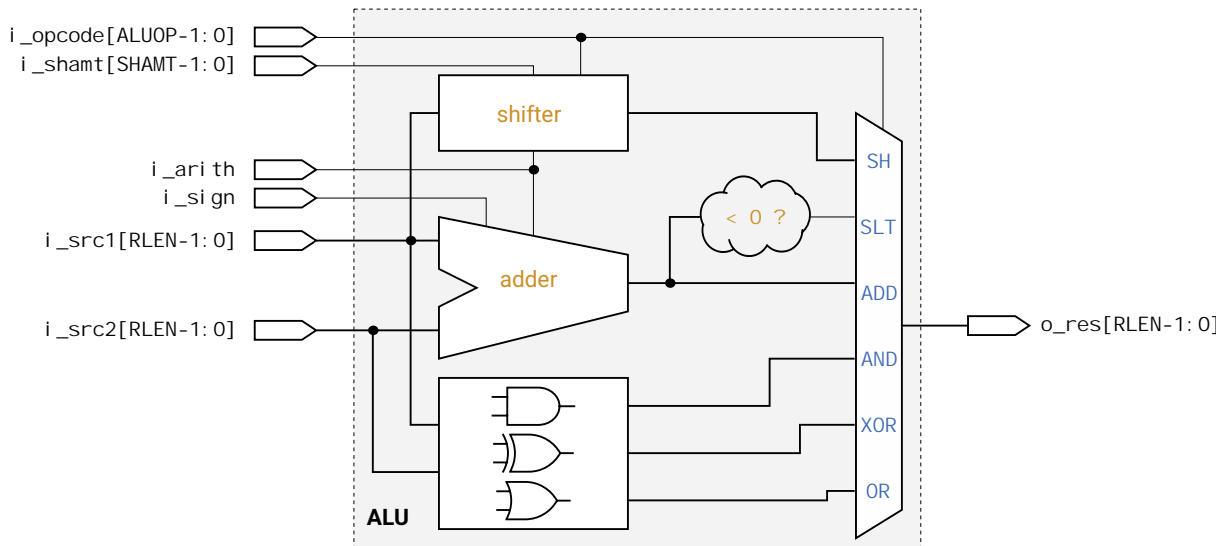 i_opcode[ALUOP-1:0]
i_shamt[SHAMT-1:0]
shifter
SH
i_arith
i_sign
< 0 ?
SLT
i_src1[RLEN-1:0]
adder
ADD
i_src2[RLEN-1:0]
o_res[RLEN-1:0]
AND
XOR
OR
ALU